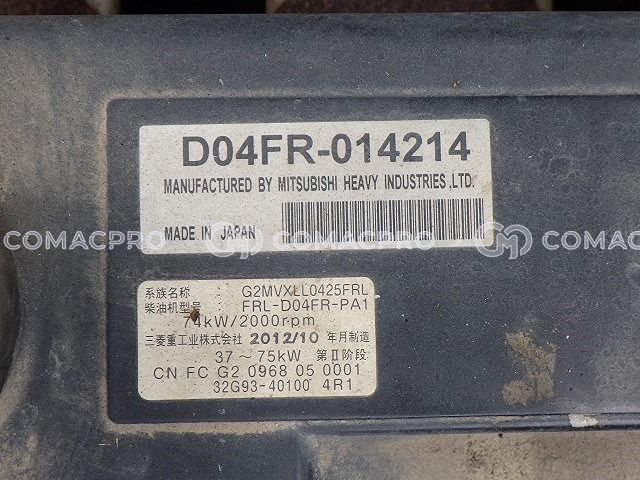 D04FR-014214
MANUFACTURED BY MITSUBISHI HEAVY INDUSTRIES ,LTD.
MADE IN JAPAN
COMACPRO COMACPRO COMACPRO
系族名称 : G2MVXLL0425FRL
柴油机型号 : FRL-D04FR-PA1
74kW/2000rpm
三菱重工业株式会社 2012/10 年月制造
37～75kW 第Ⅱ阶段
CN FC G2 0968 05 0001
32G93-40100 4R1